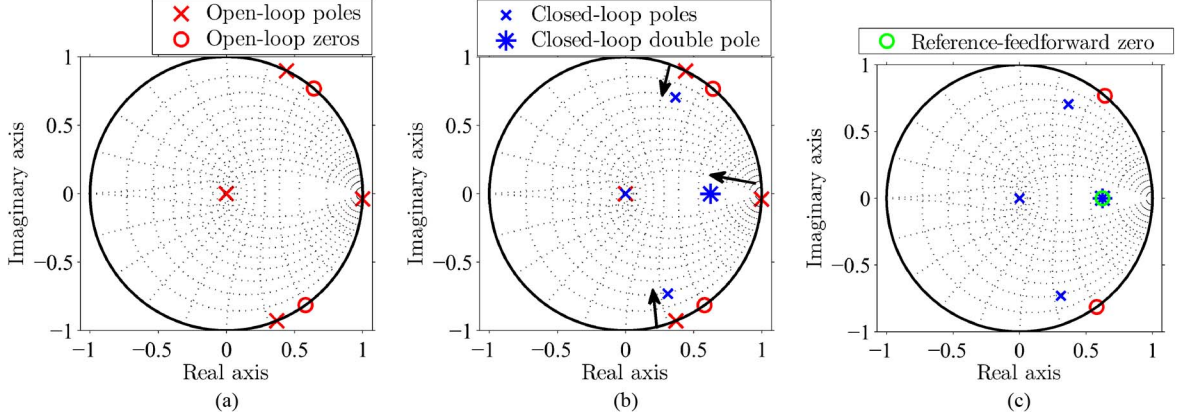 Open-loop poles
Open-loop zeros
1
0.5
0
−0.5
−1
Imaginary axis
−1
−0.5
0
0.5
1
Real axis
(a)
Closed-loop poles
Closed-loop double pole
1
0.5
0
−0.5
−1
Imaginary axis
−1
−0.5
0
0.5
1
Real axis
(b)
Reference-feedforward zero
1
0.5
0
−0.5
−1
Imaginary axis
−1
−0.5
0
0.5
1
Real axis
(c)